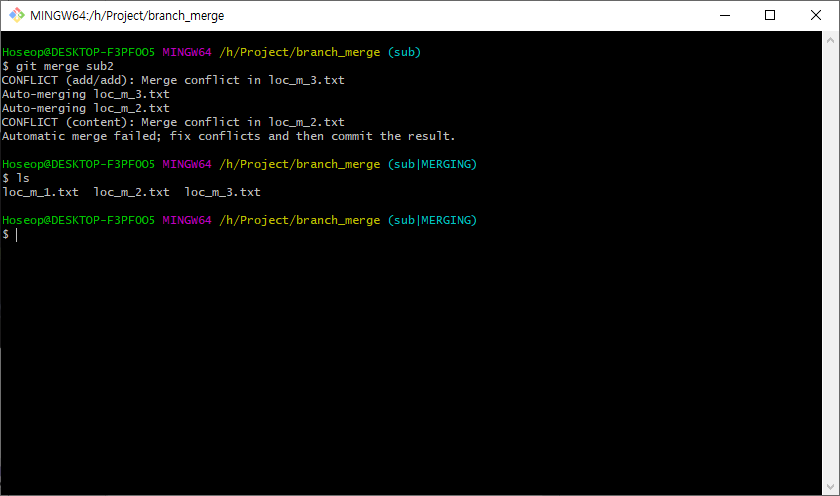 MINGW64:/h/Project/branch_merge
Hoseop@DESKTOP-F3PFOO5 MINGW64 /h/Project/branch_merge (sub)
$ git merge sub2
CONFLICT (add/add): Merge conflict in loc_m_3.txt
Auto-merging loc_m_3.txt
Auto-merging loc_m_2.txt
CONFLICT (content): Merge conflict in loc_m_2.txt
Automatic merge failed; fix conflicts and then commit the result.
Hoseop@DESKTOP-F3PFOO5 MINGW64 /h/Project/branch_merge (sub|MERGING)
$ ls
loc_m_1.txt  loc_m_2.txt  loc_m_3.txt
Hoseop@DESKTOP-F3PFOO5 MINGW64 /h/Project/branch_merge (sub|MERGING)
$